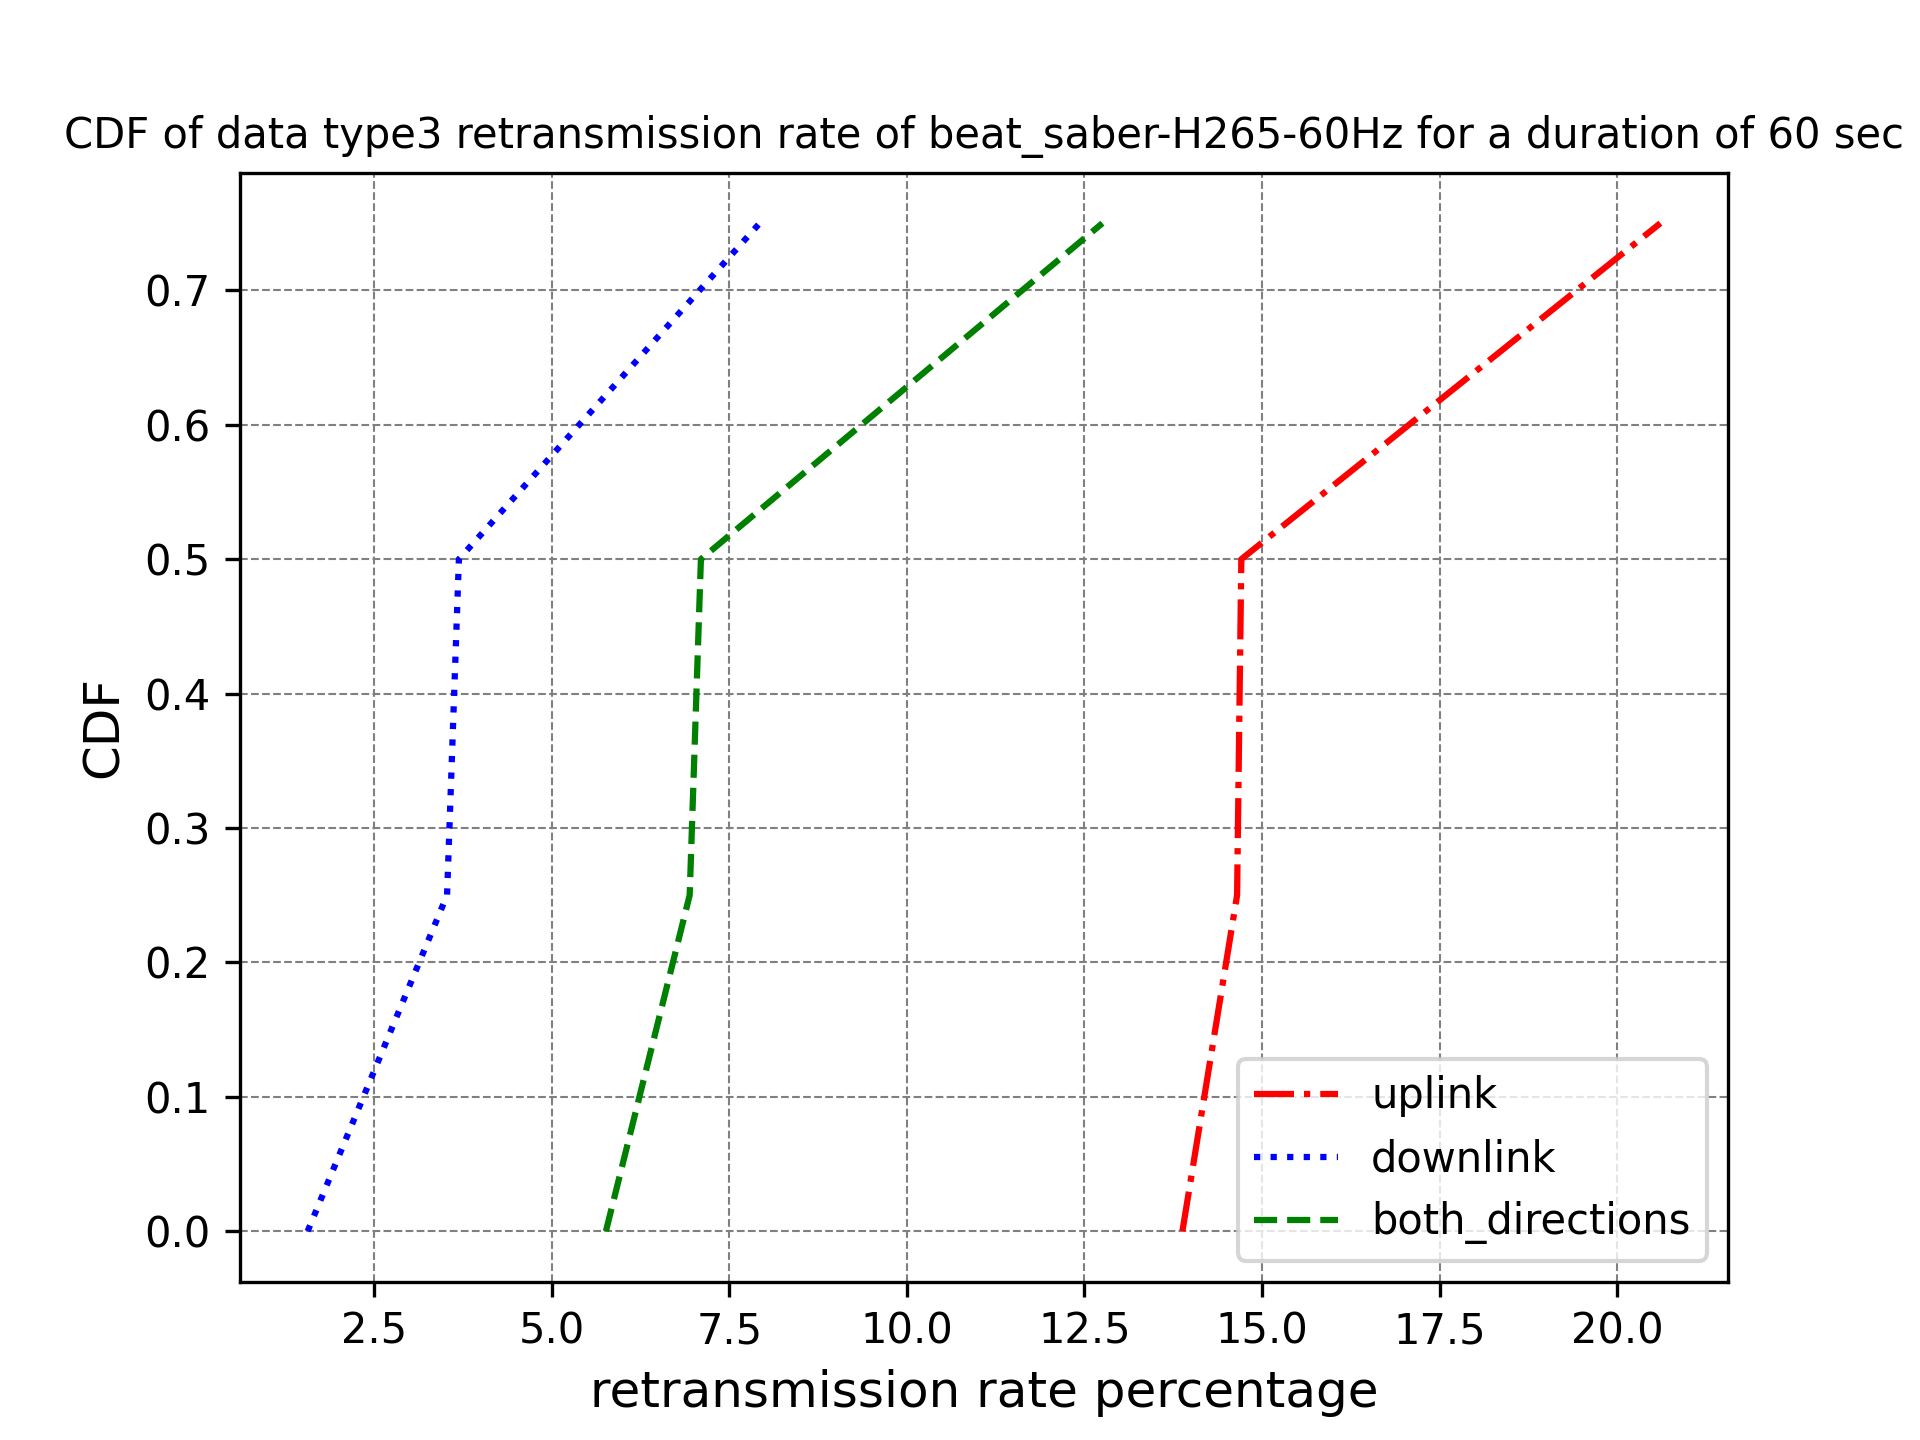 CDF of data type3 retransmission rate of beat_saber-H265-60Hz for a duration of 60 sec
0.7
0.6
0.5
0.4
0.3
0.2
0.1
0.0
CDF
uplink
downlink
both_directions
2.5 5.0 7.5 10.0 12.5 15.0 17.5 20.0
retransmission rate percentage